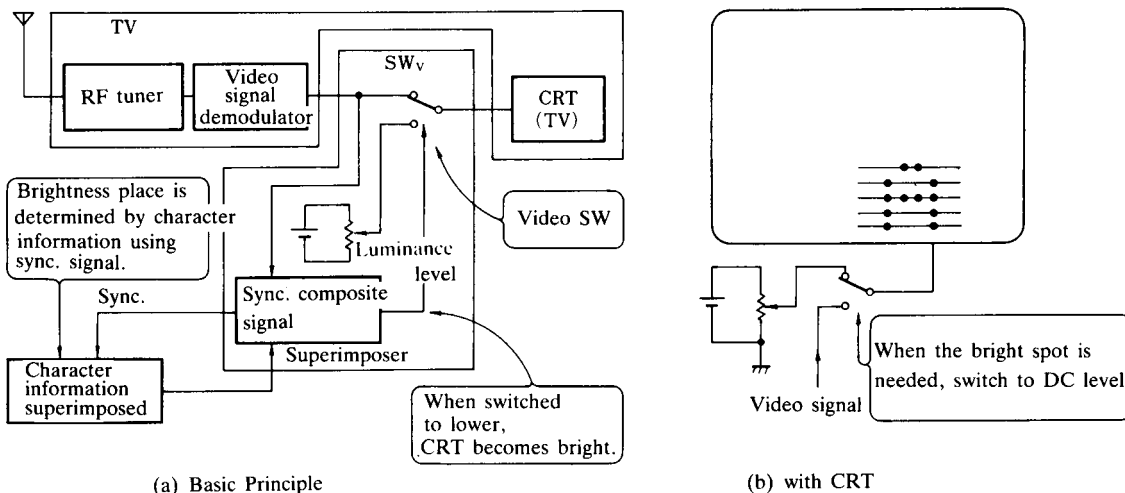 TV
SWV
RF tuner
Video
signal
demodulator
CRT
(TV)
Brightness place is
determined by character
information using
sync. signal.
Video SW
Luminance
level
Sync.
Sync. composite
signal
Superimposer
Character
information
superimposed
When switched
to lower,
CRT becomes bright.
(a) Basic Principle
When the bright spot is
needed, switch to DC level
Video signal
(b) with CRT